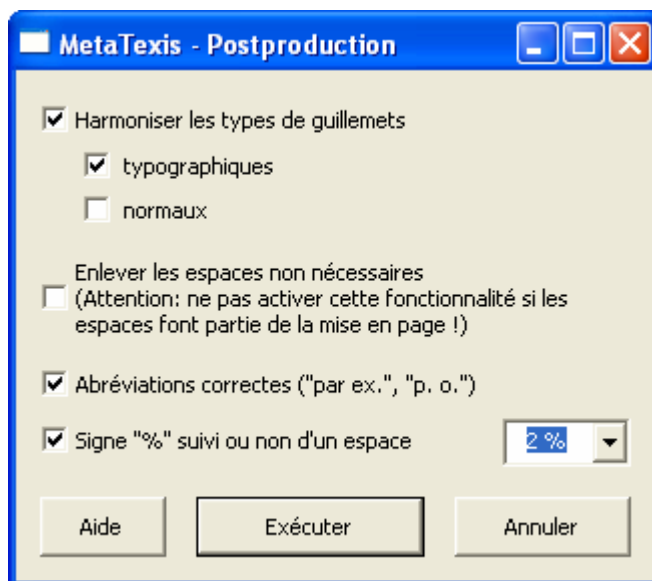 MetaTexis - Postproduction
Harmoniser les types de guillemets
typographiques
normaux
Enlever les espaces non nécessaires
(Attention: ne pas activer cette fonctionnalité si les
espaces font partie de la mise en page !)
Abréviations correctes ("par ex.", "p. o.")
Signe "%" suivi ou non d'un espace
2 %
Aide
Exécuter
Annuler